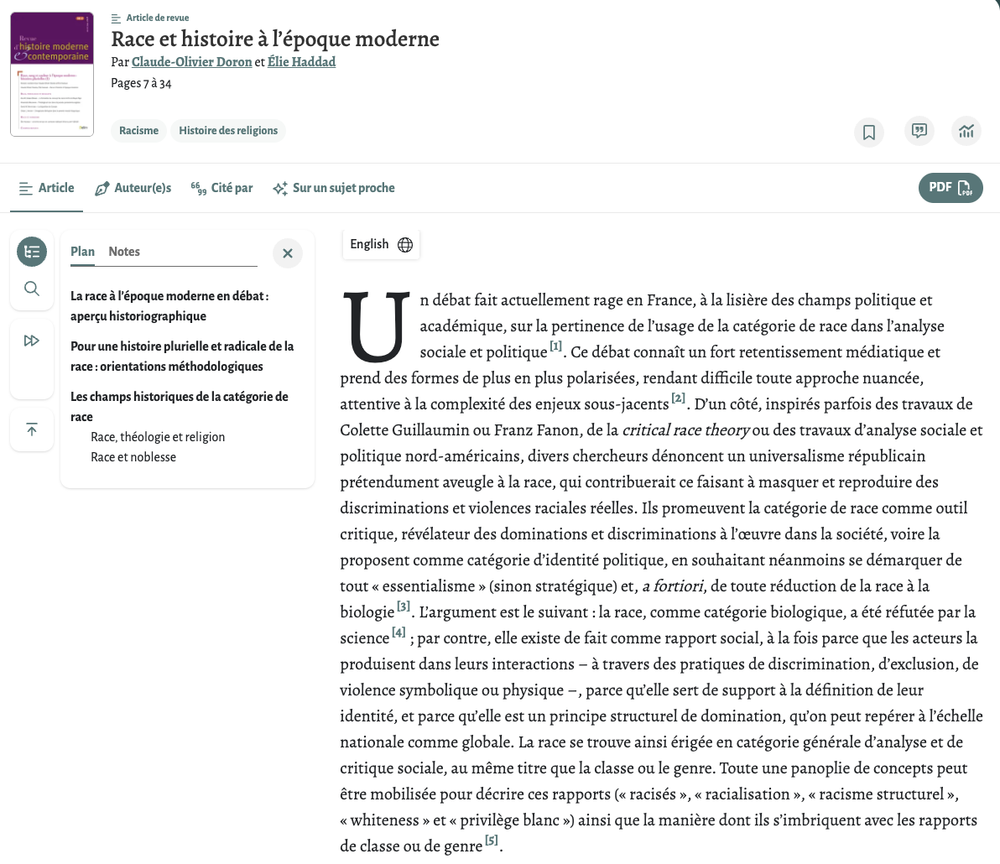 Revue
d'histoire moderne
& contemporaine
Article de revue
Race et histoire à l’époque moderne
Par Claude-Olivier Doron et Élie Haddad
Pages 7 à 34
Racisme
Histoire des religions
Article
Auteur(e)s
Cité par
Sur un sujet proche
PDF
Plan
Notes
La race à l’époque moderne en débat :
aperçu historiographique
Pour une histoire plurielle et radicale de la
race : orientations méthodologiques
Les champs historiques de la catégorie de
race
Race, théologie et religion
Race et noblesse
English
Un débat fait actuellement rage en France, à la lisière des champs politique et
académique, sur la pertinence de l’usage de la catégorie de race dans l’analyse
sociale et politique [1]. Ce débat connaît un fort retentissement médiatique et
prend des formes de plus en plus polarisées, rendant difficile toute approche nuancée,
attentive à la complexité des enjeux sous-jacents [2]. D’un côté, inspirés parfois des travaux de
Colette Guillaumin ou Franz Fanon, de la critical race theory ou des travaux d’analyse sociale et
politique nord-américains, divers chercheurs dénoncent un universalisme républicain
prétendument aveugle à la race, qui contribuerait ce faisant à masquer et reproduire des
discriminations et violences raciales réelles. Ils promeuvent la catégorie de race comme outil
critique, révélateur des dominations et discriminations à l’œuvre dans la société, voire la
proposent comme catégorie d’identité politique, en souhaitant néanmoins se démarquer de
tout « essentialisme » (sinon stratégique) et, a fortiori, de toute réduction de la race à la
biologie [3]. L’argument est le suivant : la race, comme catégorie biologique, a été réfutée par la
science [4] ; par contre, elle existe de fait comme rapport social, à la fois parce que les acteurs la
produisent dans leurs interactions – à travers des pratiques de discrimination, d’exclusion, de
violence symbolique ou physique –, parce qu’elle sert de support à la définition de leur
identité, et parce qu’elle est un principe structurel de domination, qu’on peut repérer à l’échelle
nationale comme globale. La race se trouve ainsi érigée en catégorie générale d’analyse et de
critique sociale, au même titre que la classe ou le genre. Toute une panoplie de concepts peut
être mobilisée pour décrire ces rapports (« racisés », « racialisation », « racisme structurel »,
« whiteness » et « privilège blanc ») ainsi que la manière dont ils s’imbriquent avec les rapports
de classe ou de genre [5].